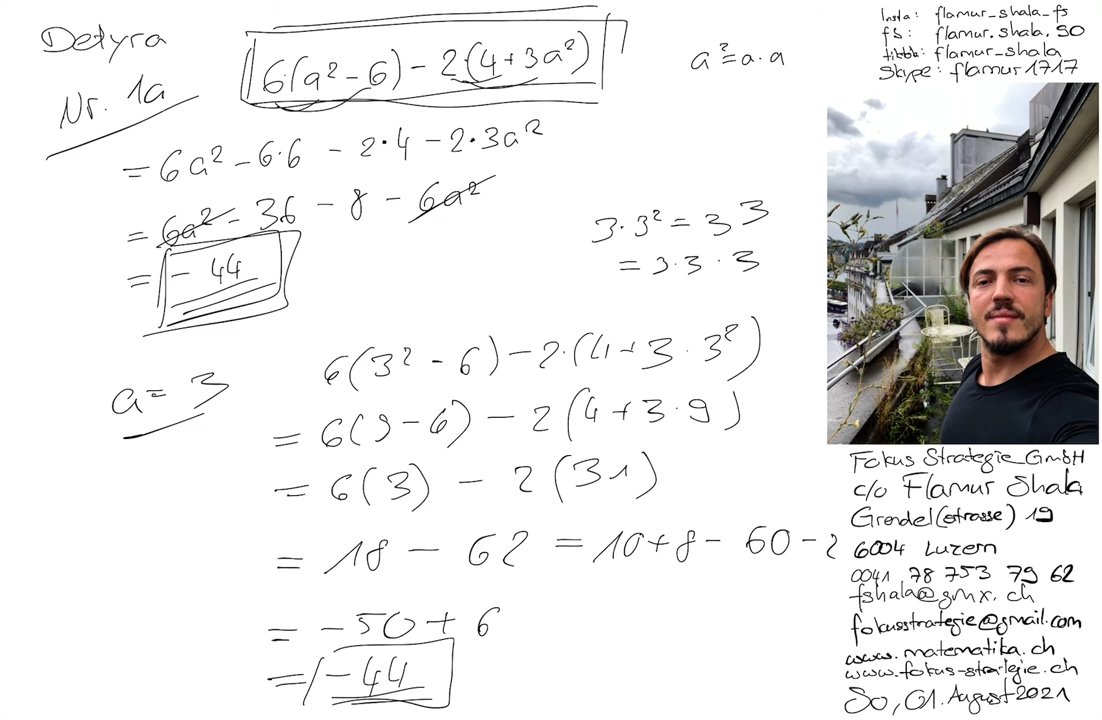 Detyra
Nr. 1a
6·(a²-6) - 2·(4+3a²)
a²=a·a
= 6a² - 6·6 - 2·4 - 2·3a²
= 6a² - 36 - 8 - 6a²
= - 44
3·3² = 3³
= 3·3·3
a = 3
6(3² - 6) - 2·(4+3·3²)
= 6(9-6) - 2(4+3·9)
= 6(3) - 2(31)
= 18 - 62 = 10+8 - 60-2
= -50+6
= -44
Insta: flamur_shala_fs
fs: flamur.shala.90
tiktok: flamur_shala
Skype: flamur1717
Fokus Strategie GmbH
c/o Flamur Shala
Grendel(strasse) 19
6004 Luzern
0041 78 753 79 62
fshala@gmx.ch
fokusstrategie@gmail.com
www.matematika.ch
www.fokus-strategie.ch
So, 01. August 2021